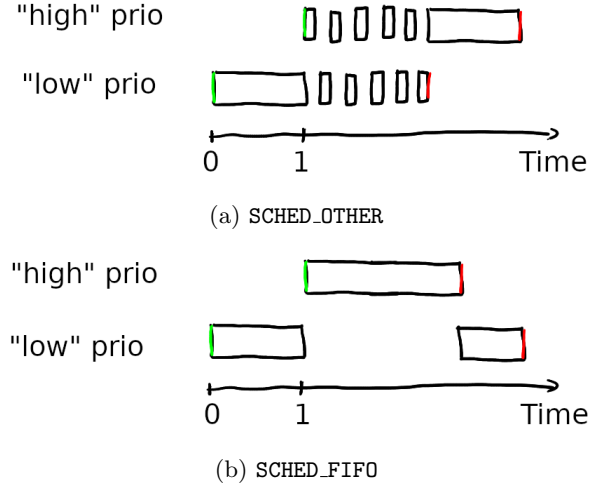 "high" prio
"low" prio
0 1 Time
(a) SCHED_OTHER
"high" prio
"low" prio
0 1 Time
(b) SCHED_FIFO